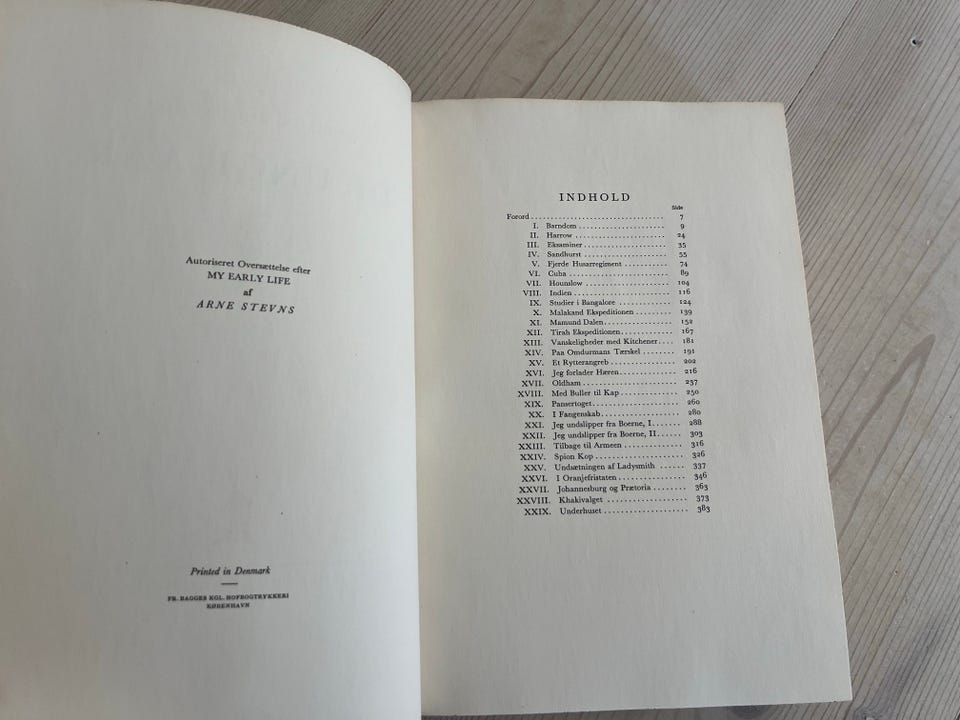 Autoriseret Oversættelse efter
MY EARLY LIFE
af
ARNE STEVNS
Printed in Denmark
FR. BAGGES KGL. HOFBOGTRYKKERI
KØBENHAVN
INDHOLD
Side
Forord ................................. 7
I. Barndom ...................... 9
II. Harrow ...................... 24
III. Eksaminer .................... 35
IV. Sandhurst .................... 55
V. Fjerde Husarregiment .......... 74
VI. Cuba ........................ 89
VII. Hounslow .................... 104
VIII. Indien ........................ 116
IX. Studier i Bangalore ............. 124
X. Malakand Ekspeditionen ......... 139
XI. Mamund Dalen................. 152
XII. Tirah Ekspeditionen............. 167
XIII. Vanskeligheder med Kitchener.... 181
XIV. Paa Omdurmans Tærskel ........ 191
XV. Et Rytterangreb ................ 202
XVI. Jeg forlader Hæren.............. 216
XVII. Oldham ...................... 237
XVIII. Med Buller til Kap.............. 250
XIX. Pansertoget.................... 260
XX. I Fangenskab................... 280
XXI. Jeg undslipper fra Boerne, I....... 288
XXII. Jeg undslipper fra Boerne, II...... 303
XXIII. Tilbage til Armeen ............. 316
XXIV. Spion Kop .................... 326
XXV. Undsætningen af Ladysmith ...... 337
XXVI. I Oranjefristaten ................ 346
XXVII. Johannesburg og Prætoria ........ 363
XXVIII. Khakivalget .................... 373
XXIX. Underhuset .................... 383